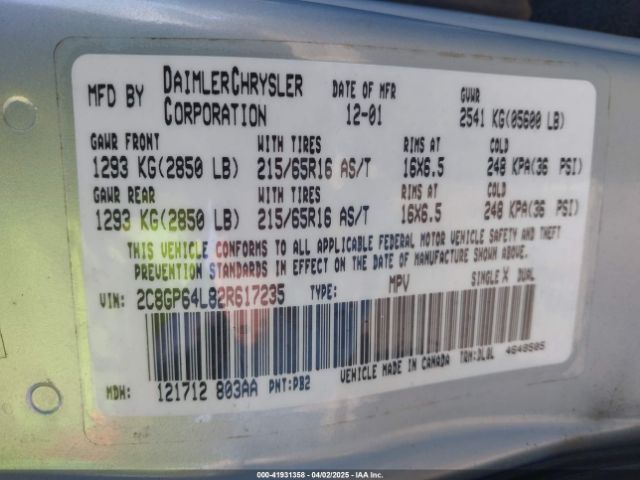 MFD BY DAIMLERCHRYSLER CORPORATION DATE OF MFR 12-01 GVWR 2541 KG(05600 LB)
GAWR FRONT WITH TIRES RIMS AT COLD
1293 KG(2850 LB) 215/65R16 AS/T 16X6.5 248 KPA(36 PSI)
GAWR REAR WITH TIRES RIMS AT COLD
1293 KG(2850 LB) 215/65R16 AS/T 16X6.5 248 KPA(36 PSI)
THIS VEHICLE CONFORMS TO ALL APPLICABLE FEDERAL MOTOR VEHICLE SAFETY AND THEFT
PREVENTION STANDARDS IN EFFECT ON THE DATE OF MANUFACTURE SHOWN ABOVE.
VIN: 2C8GP64L82R617235 TYPE: MPV SINGLE X DUAL
VEHICLE MADE IN CANADA TRM:DLQL 4648505
MDH: 121712 803AA PNT:PB2
000-41931358 - 04/02/2025 - IAA Inc.